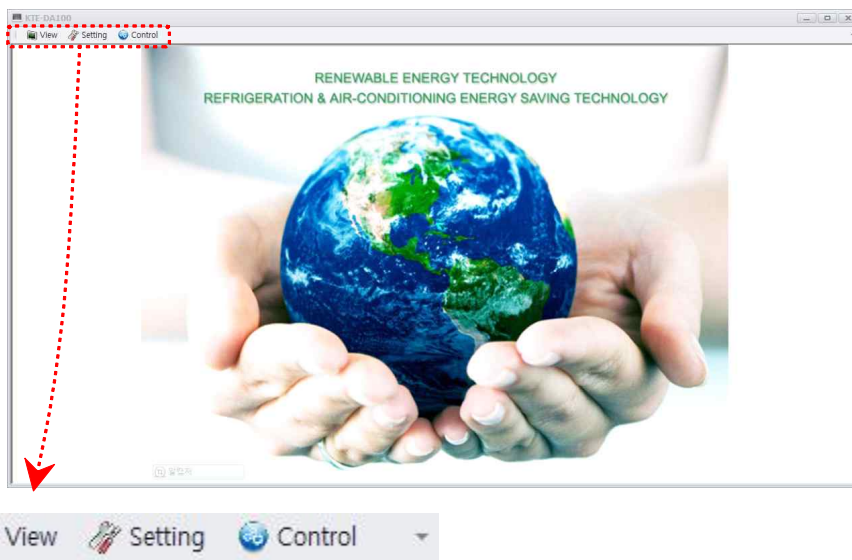 KTE-DA100
View Setting Control
RENEWABLE ENERGY TECHNOLOGY
REFRIGERATION & AIR-CONDITIONING ENERGY SAVING TECHNOLOGY
View Setting Control